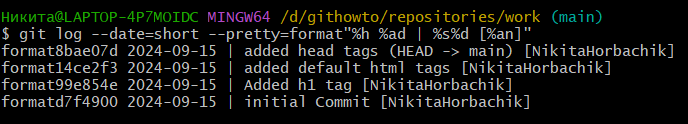 Никита@LAPTOP-4P7MOIDC MINGW64 /d/githowto/repositories/work (main)
$ git log --date=short --pretty=format"%h %ad | %s%d [%an]"
format8bae07d 2024-09-15 | added head tags (HEAD -> main) [NikitaHorbachik]
format14ce2f3 2024-09-15 | added default html tags [NikitaHorbachik]
format99e854e 2024-09-15 | Added h1 tag [NikitaHorbachik]
formatd7f4900 2024-09-15 | initial Commit [NikitaHorbachik]